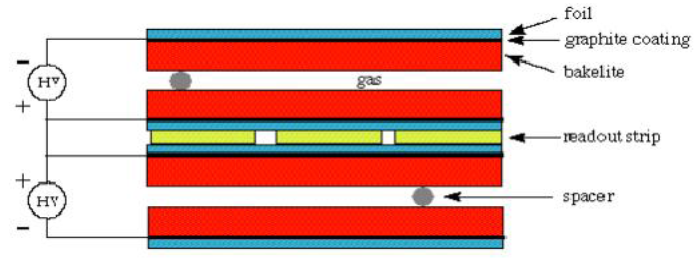 foil
graphite coating
bakelite
gas
readout strip
spacer
-
HV
+
+
HV
-